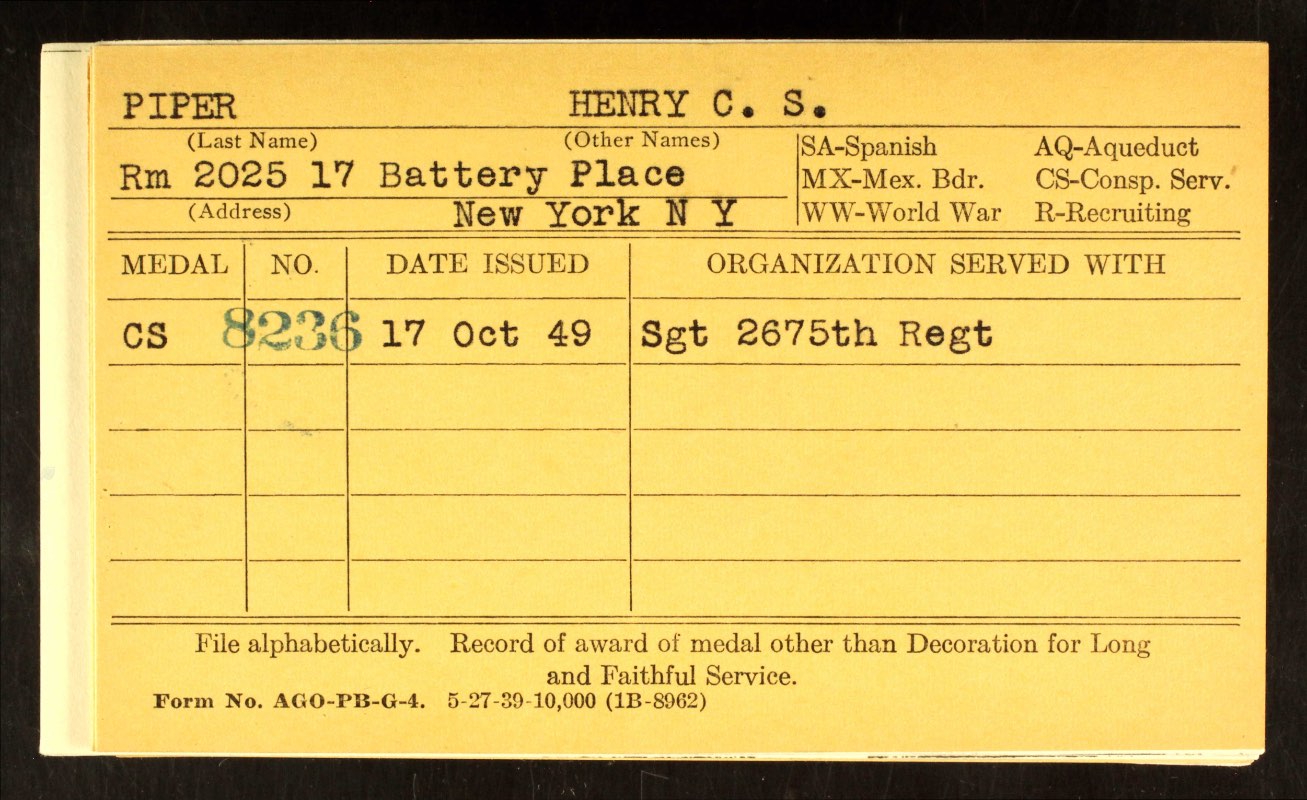 PIPER HENRY C. S.
(Last Name) (Other Names)
SA-Spanish AQ-Aqueduct
Rm 2025 17 Battery Place
MX-Mex. Bdr. CS-Consp. Serv.
(Address) New York N Y
WW-World War R-Recruiting
MEDAL NO. DATE ISSUED ORGANIZATION SERVED WITH
CS 8236 17 Oct 49 Sgt 2675th Regt
File alphabetically. Record of award of medal other than Decoration for Long
and Faithful Service.
Form No. AGO-PB-G-4. 5-27-39-10,000 (1B-8962)